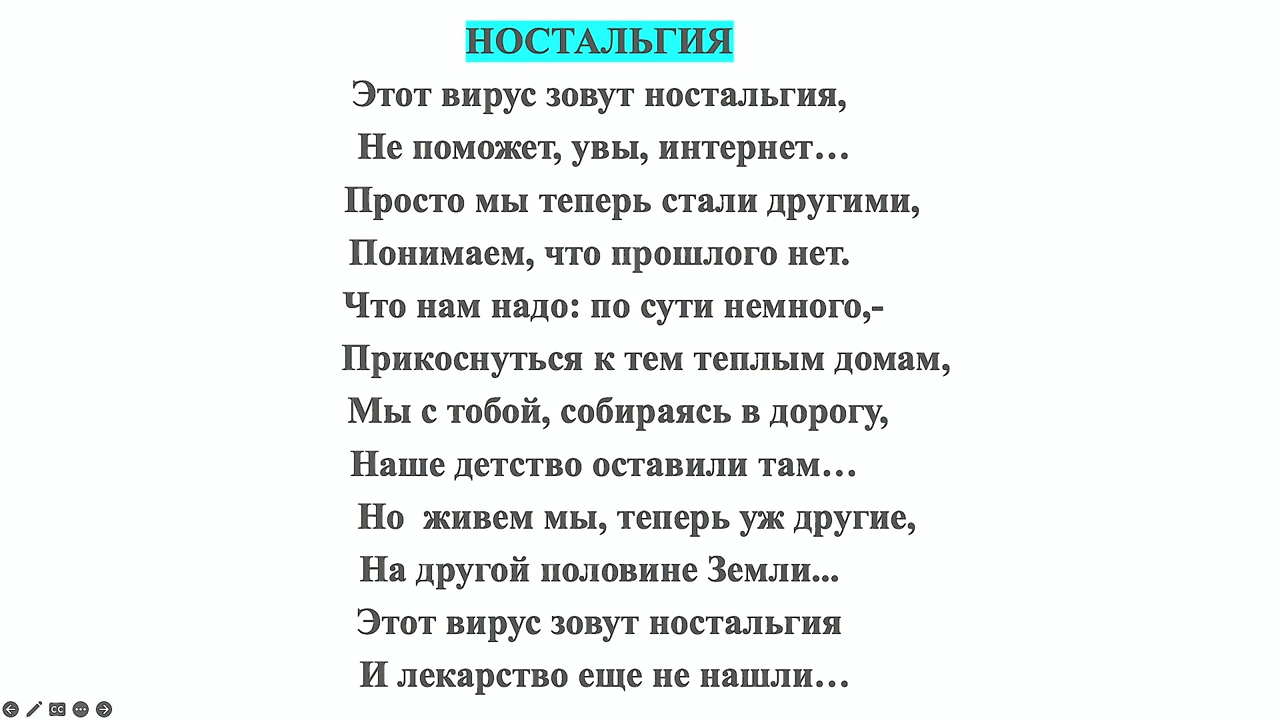 НОСТАЛЬГИЯ
Этот вирус зовут ностальгия,
Не поможет, увы, интернет…
Просто мы теперь стали другими,
Понимаем, что прошлого нет.
Что нам надо: по сути немного,-
Прикоснуться к тем теплым домам,
Мы с тобой, собираясь в дорогу,
Наше детство оставили там…
Но  живем мы, теперь уж другие,
На другой половине Земли...
Этот вирус зовут ностальгия
И лекарство еще не нашли…
CC